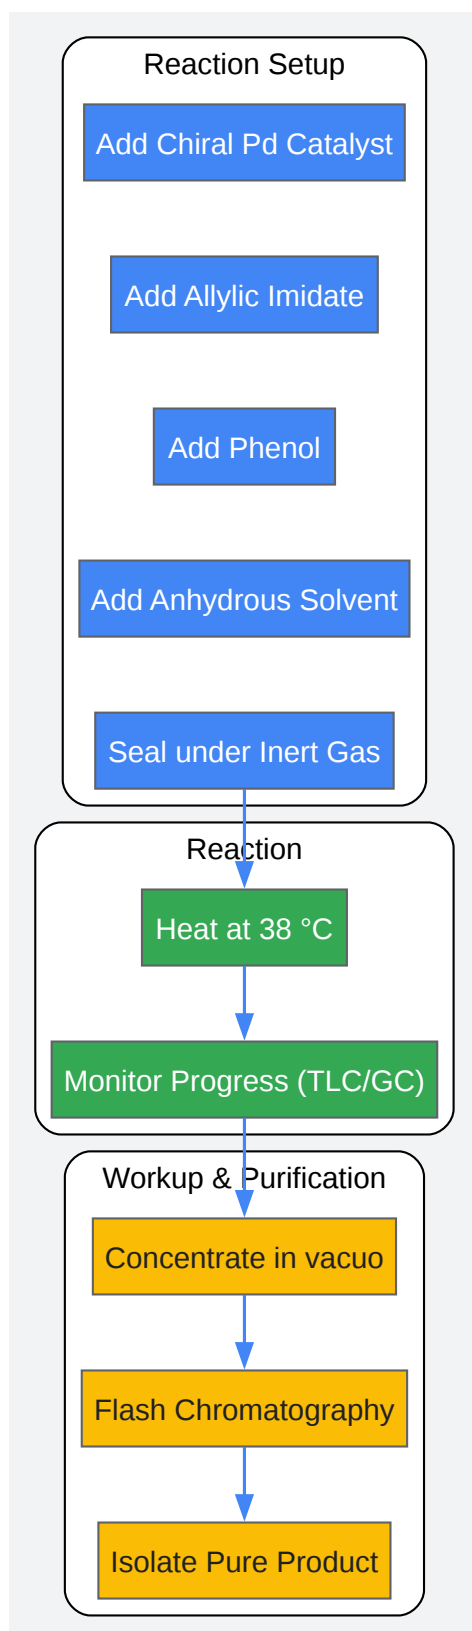 Reaction Setup
Add Chiral Pd Catalyst
Add Allylic Imidate
Add Phenol
Add Anhydrous Solvent
Seal under Inert Gas
Reaction
Heat at 38 °C
Monitor Progress (TLC/GC)
Workup & Purification
Concentrate in vacuo
Flash Chromatography
Isolate Pure Product